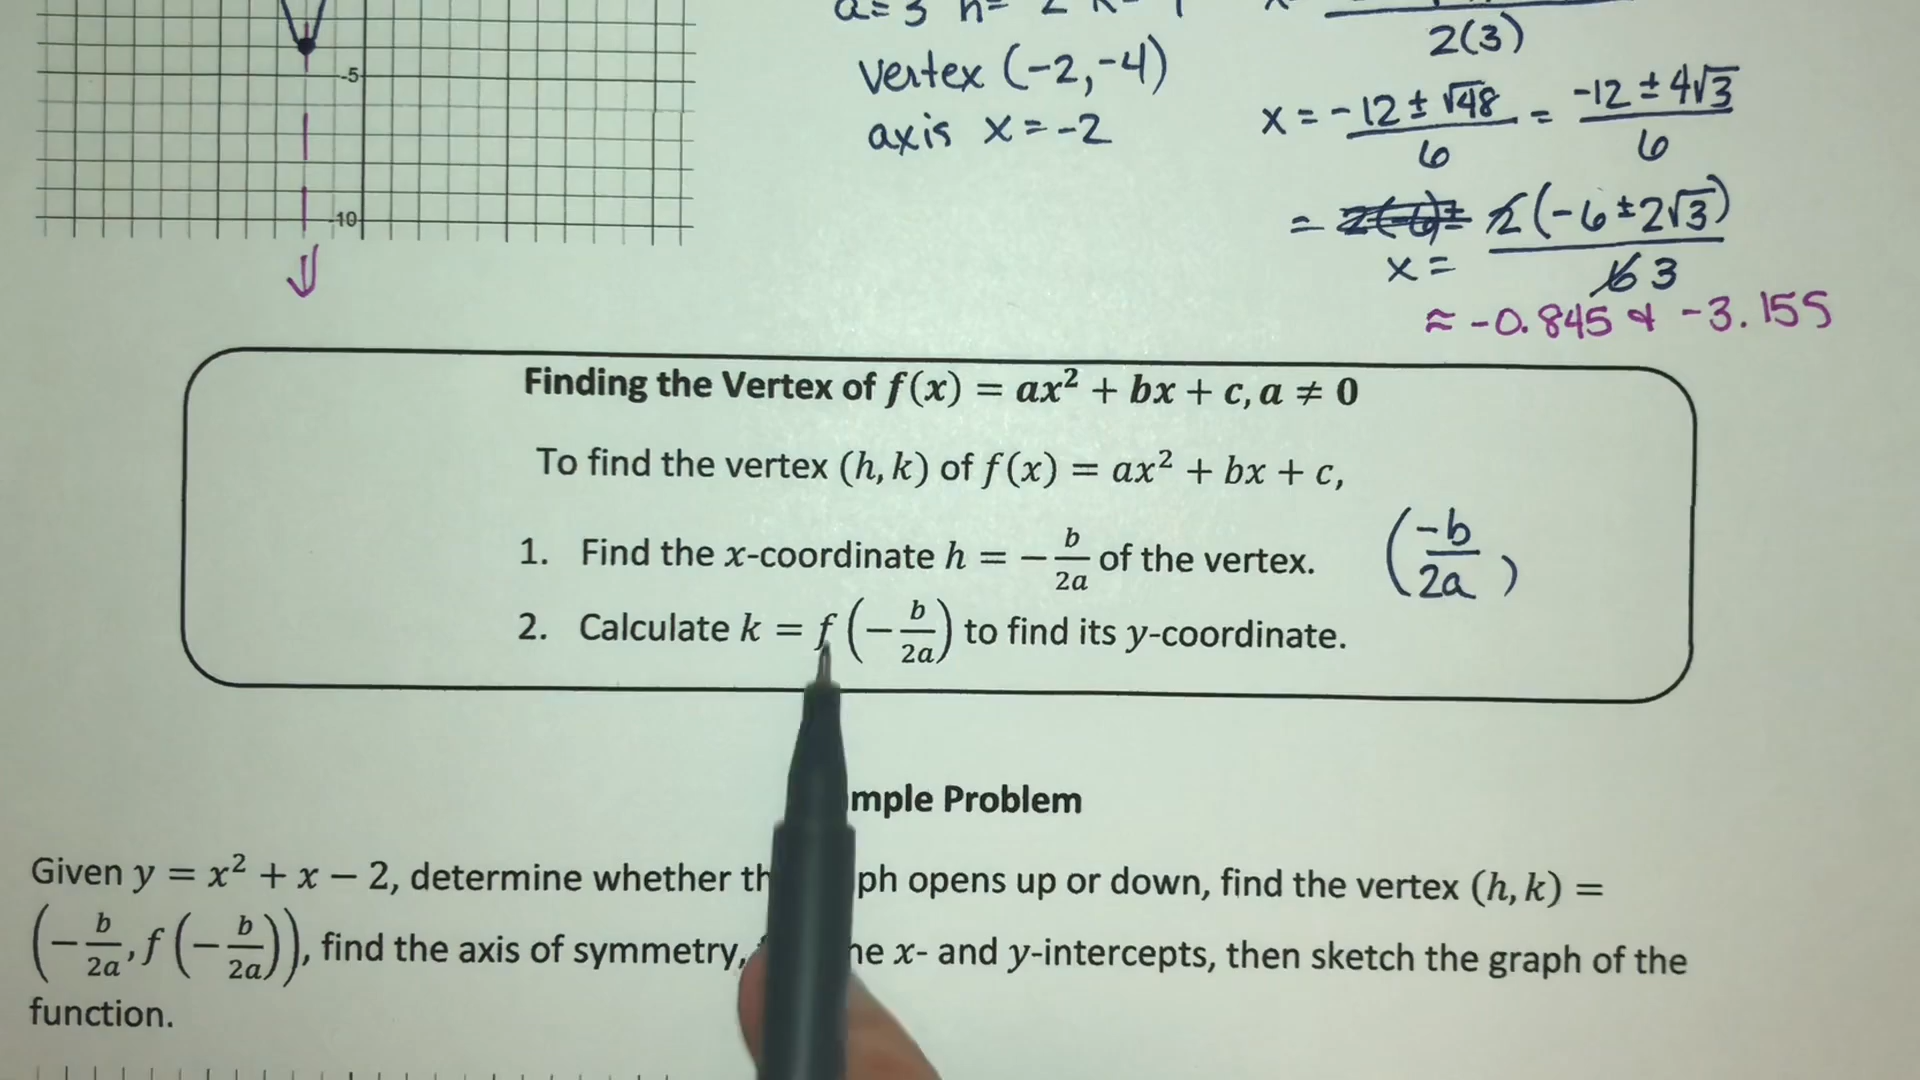 -5
-10
vertex (-2,-4)
axis x = -2
2(3)
x = -12 ± √48 / 6 = -12 ± 4√3 / 6
= 2(-6 ± 2√3)
x = 6 3
≈ -0.845 & -3.155
Finding the Vertex of f(x) = ax² + bx + c, a ≠ 0
To find the vertex (h, k) of f(x) = ax² + bx + c,
1. Find the x-coordinate h = −b/2a of the vertex. (-b/2a )
2. Calculate k = f(−b/2a) to find its y-coordinate.
mple Problem
Given y = x² + x − 2, determine whether th ph opens up or down, find the vertex (h, k) =
(−b/2a, f(−b/2a)), find the axis of symmetry, he x- and y-intercepts, then sketch the graph of the
function.